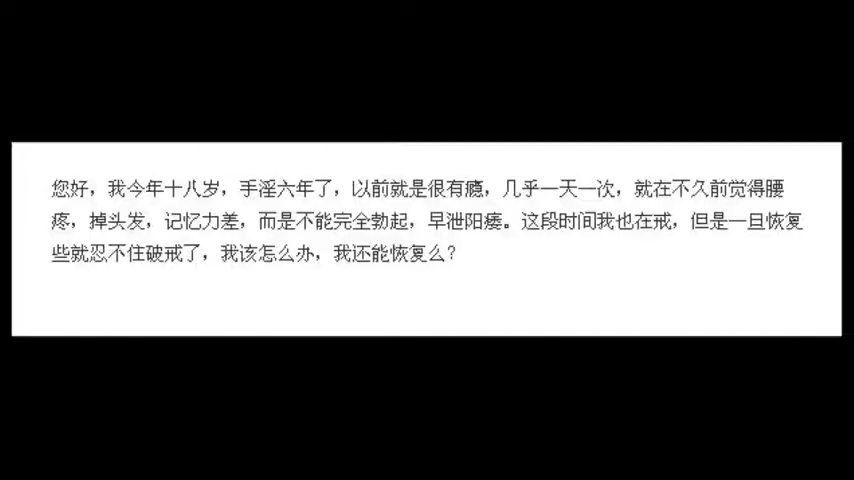 您好，我今年十八岁，手淫六年了，以前就是很有瘾，几乎一天一次，就在不久前觉得腰
疼，掉头发，记忆力差，而是不能完全勃起，早泄阳痿。这段时间我也在戒，但是一旦恢复
些就忍不住破戒了，我该怎么办，我还能恢复么？